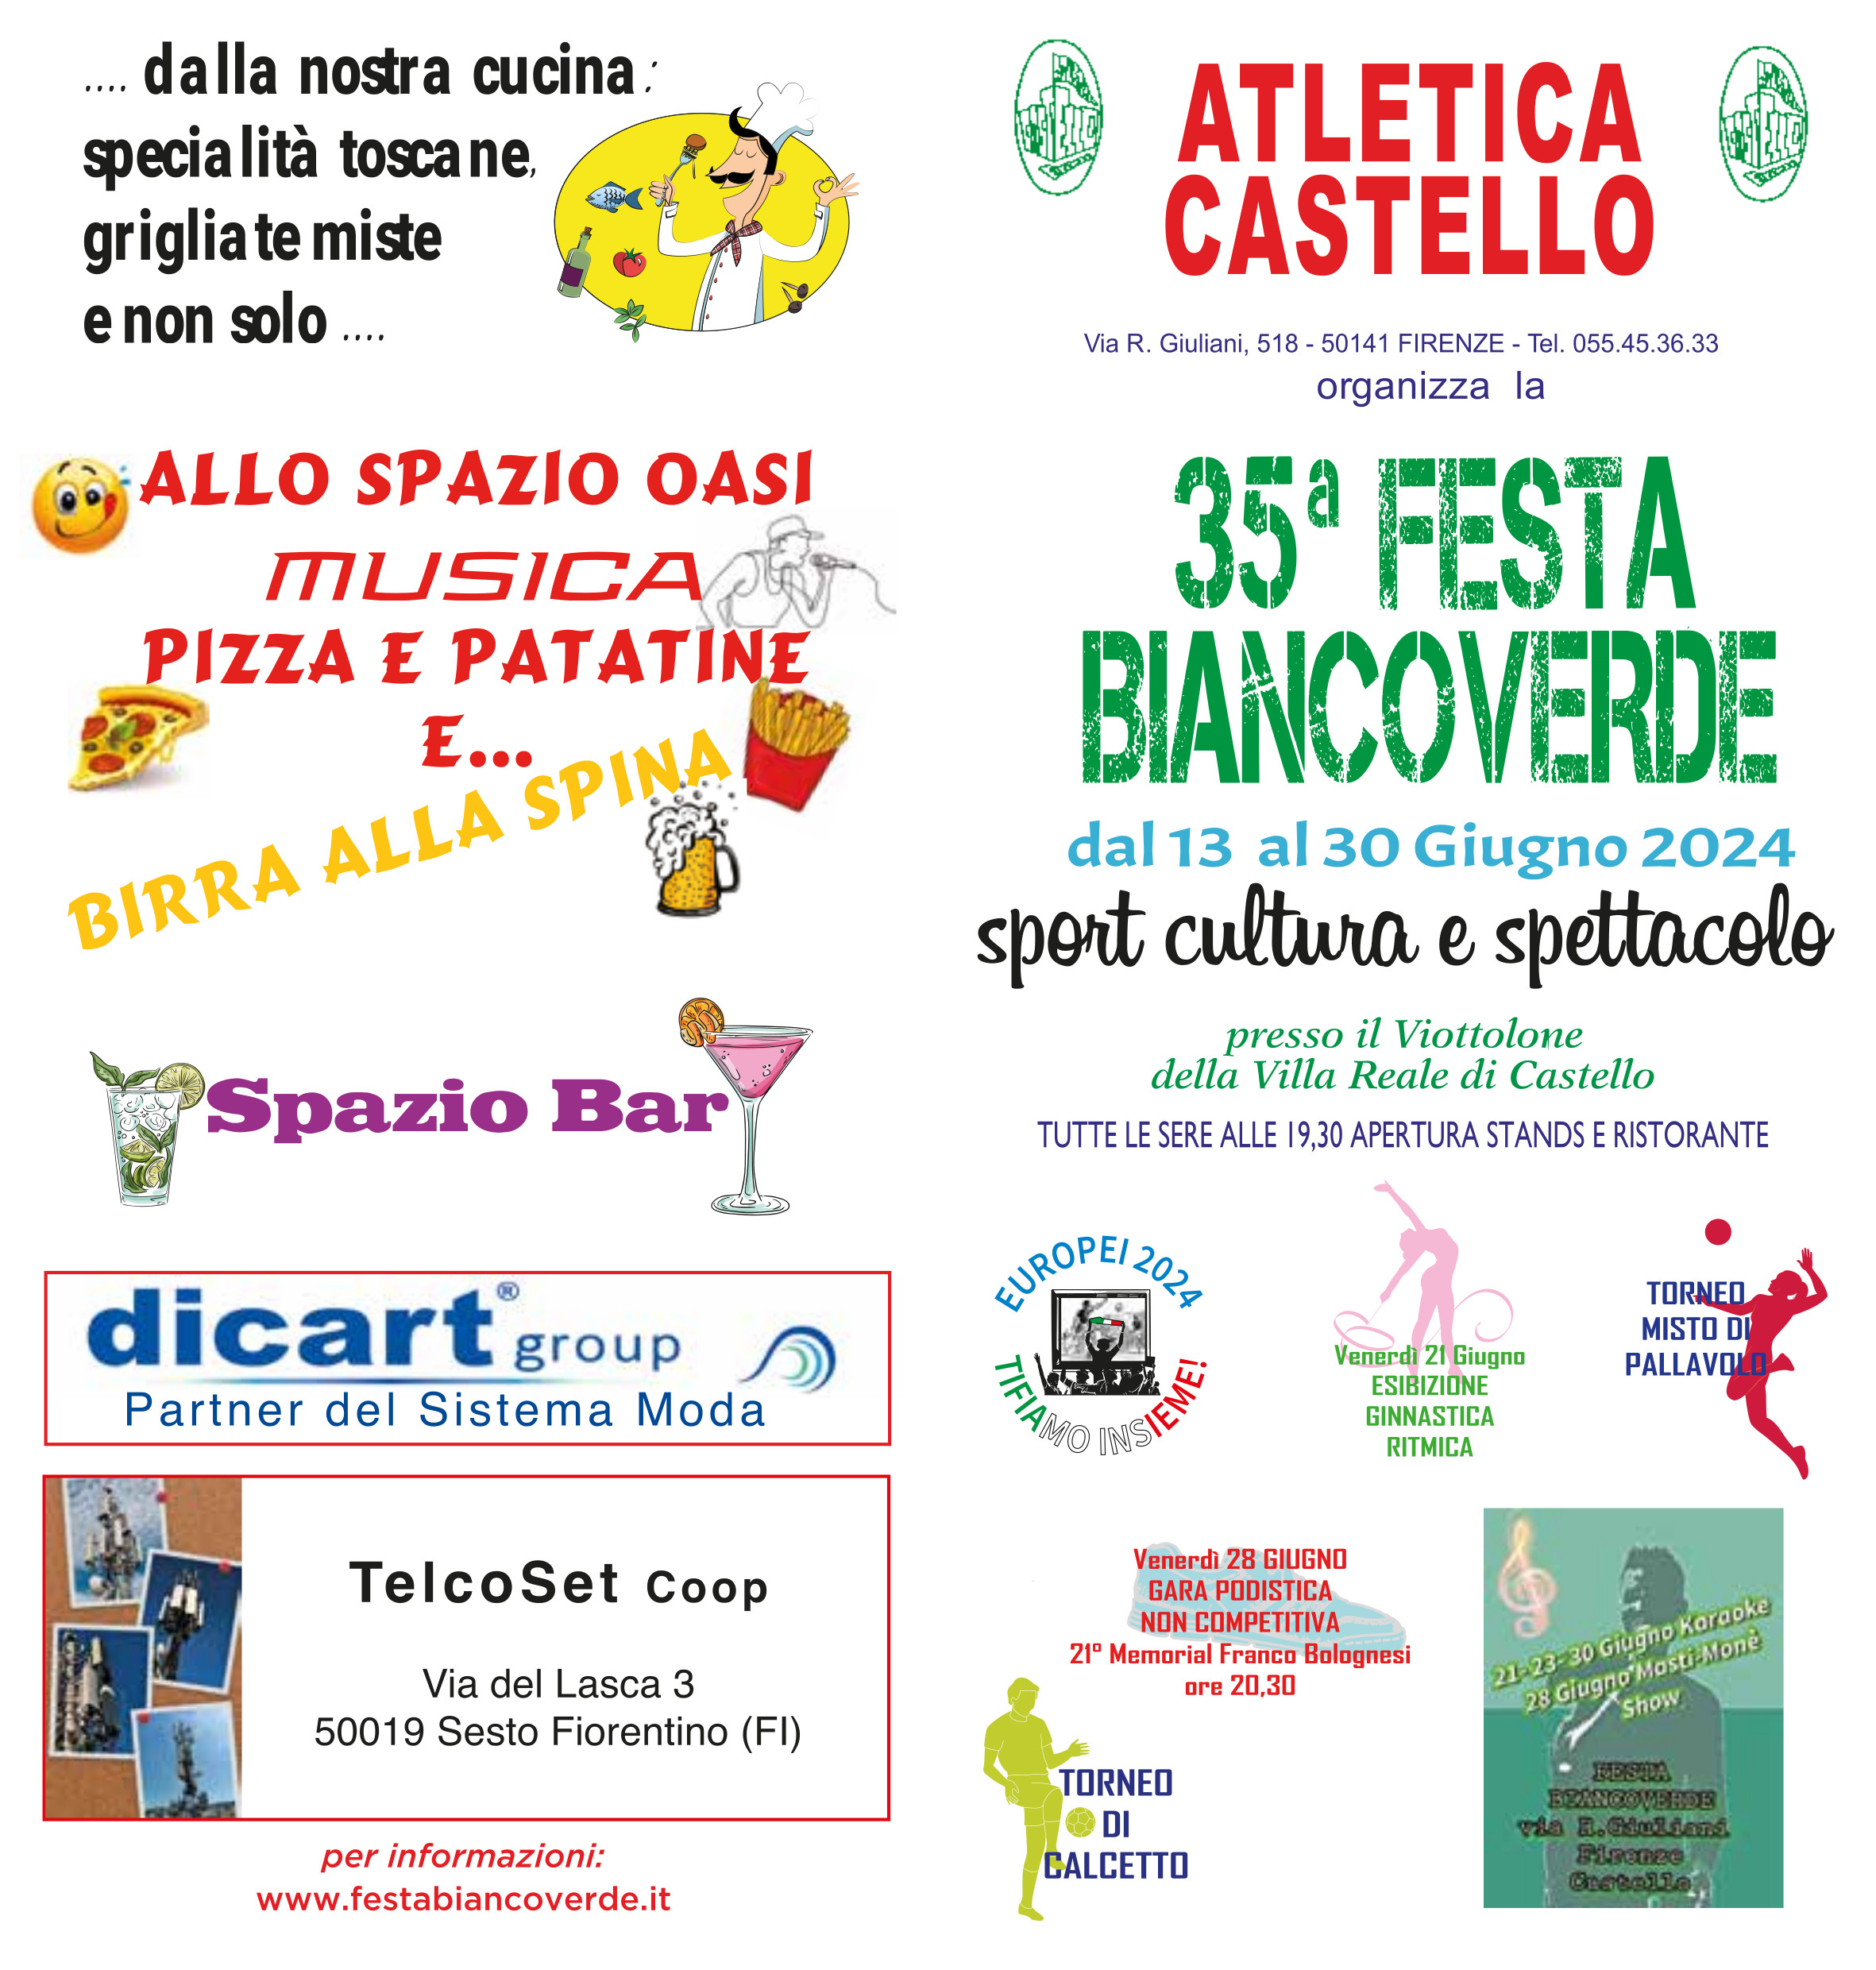 .... dalla nostra cucina:
specialità toscane,
grigliate miste
e non solo ....
ALLO SPAZIO OASI
MUSICA
PIZZA E PATATINE
E...
BIRRA ALLA SPINA
Spazio Bar
dicart® group
Partner del Sistema Moda
TelcoSet Coop
Via del Lasca 3
50019 Sesto Fiorentino (FI)
per informazioni:
www.festabiancoverde.it
ATLETICA
CASTELLO
Via R. Giuliani, 518 - 50141 FIRENZE - Tel. 055.45.36.33
organizza la
35ª FESTA
BIANCOVERDE
dal 13 al 30 Giugno 2024
sport cultura e spettacolo
presso il Viottolone
della Villa Reale di Castello
TUTTE LE SERE ALLE 19,30 APERTURA STANDS E RISTORANTE
EUROPEI 2024
TIFIAMO INSIEME!
Venerdì 21 Giugno
ESIBIZIONE
GINNASTICA
RITMICA
TORNEO
MISTO DI
PALLAVOLO
Venerdì 28 GIUGNO
GARA PODISTICA
NON COMPETITIVA
21° Memorial Franco Bolognesi
ore 20,30
TORNEO
DI
CALCETTO
21-23-30 Giugno Karaoke
28 Giugno Masti-Monè
Show
FESTA
BIANCOVERDE
via R.Giuliani
Firenze
Castello